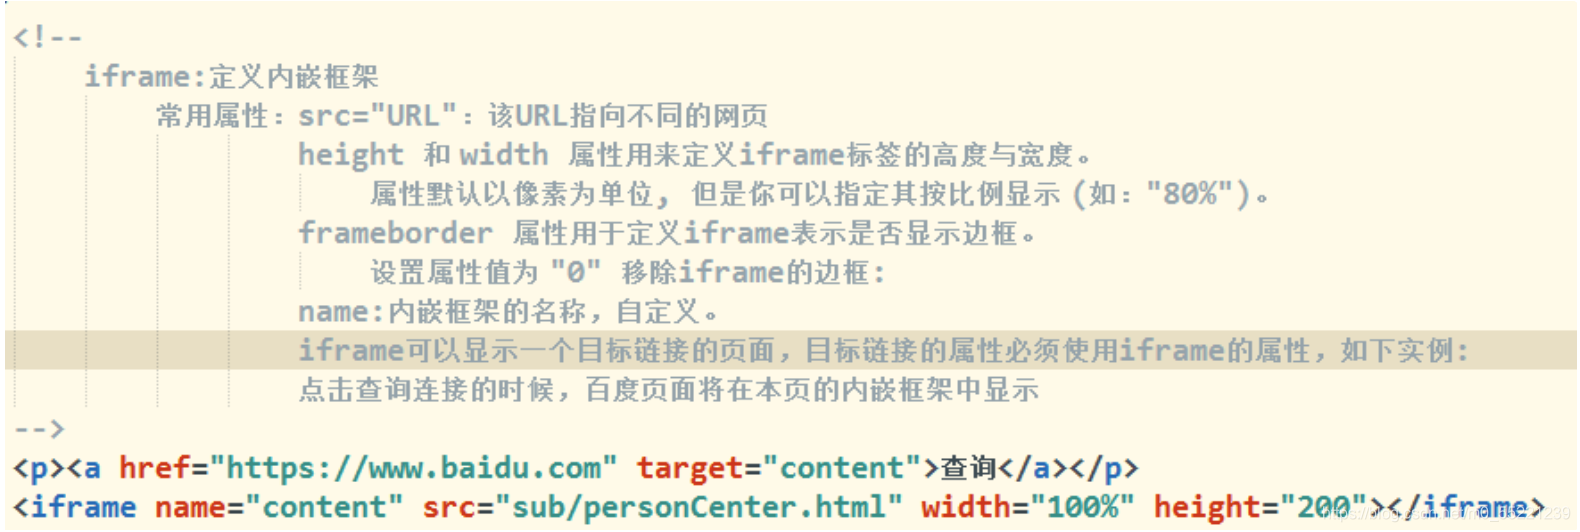 <!--
iframe:定义内嵌框架
常用属性：src="URL"：该URL指向不同的网页
height 和 width 属性用来定义iframe标签的高度与宽度。
属性默认以像素为单位, 但是你可以指定其按比例显示 (如："80%")。
frameborder 属性用于定义iframe表示是否显示边框。
设置属性值为 "0" 移除iframe的边框:
name:内嵌框架的名称，自定义。
iframe可以显示一个目标链接的页面，目标链接的属性必须使用iframe的属性，如下实例:
点击查询连接的时候，百度页面将在本页的内嵌框架中显示
-->
<p><a href="https://www.baidu.com" target="content">查询</a></p>
<iframe name="content" src="sub/personCenter.html" width="100%" height="200"></iframe>